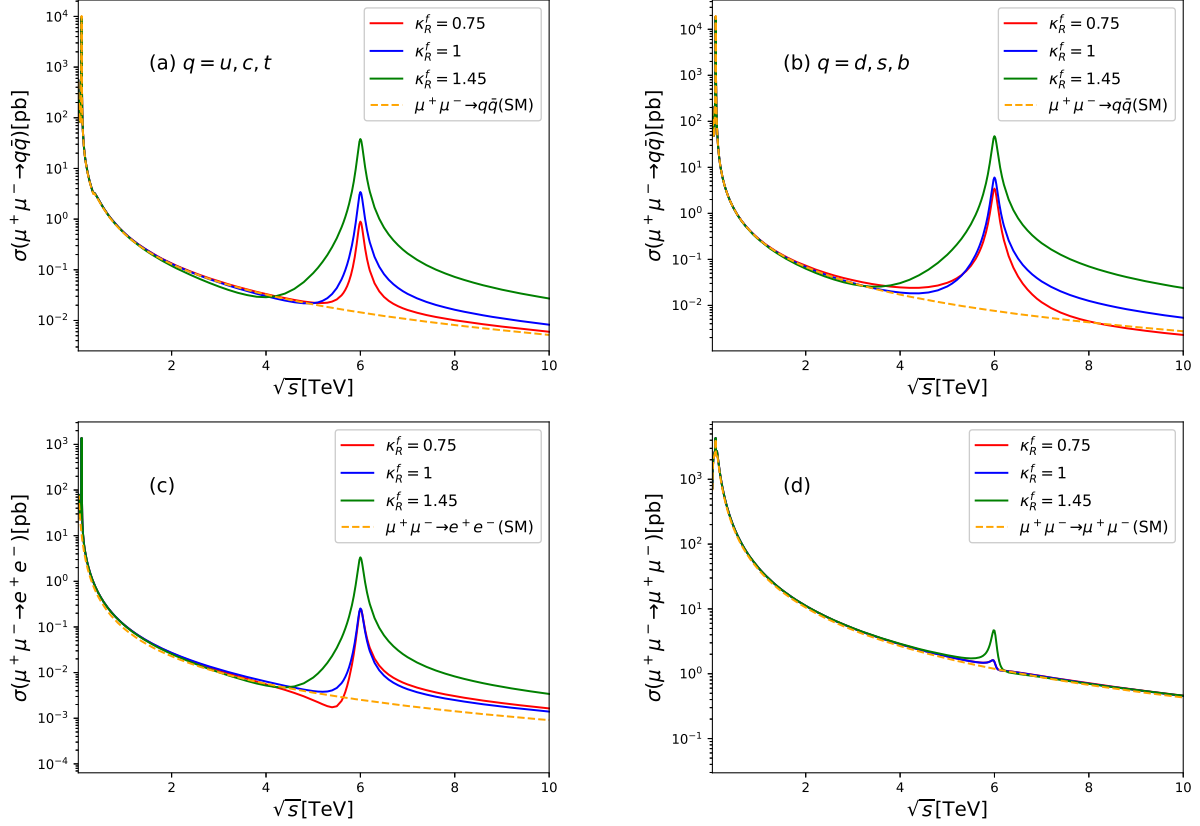 σ(μ⁺μ⁻→qq̄)[pb]
10⁴
10³
10²
10¹
10⁰
10⁻¹
10⁻²
(a) q = u, c, t
κ_R^f = 0.75
κ_R^f = 1
κ_R^f = 1.45
μ⁺μ⁻→qq̄(SM)
2 4 6 8 10
√s[TeV]
σ(μ⁺μ⁻→qq̄)[pb]
10⁴
10³
10²
10¹
10⁰
10⁻¹
10⁻²
(b) q = d, s, b
κ_R^f = 0.75
κ_R^f = 1
κ_R^f = 1.45
μ⁺μ⁻→qq̄(SM)
2 4 6 8 10
√s[TeV]
σ(μ⁺μ⁻→e⁺e⁻)[pb]
10³
10²
10¹
10⁰
10⁻¹
10⁻²
10⁻³
10⁻⁴
(c)
κ_R^f = 0.75
κ_R^f = 1
κ_R^f = 1.45
μ⁺μ⁻→e⁺e⁻(SM)
2 4 6 8 10
√s[TeV]
σ(μ⁺μ⁻→μ⁺μ⁻)[pb]
10³
10²
10¹
10⁰
10⁻¹
(d)
κ_R^f = 0.75
κ_R^f = 1
κ_R^f = 1.45
μ⁺μ⁻→μ⁺μ⁻(SM)
2 4 6 8 10
√s[TeV]